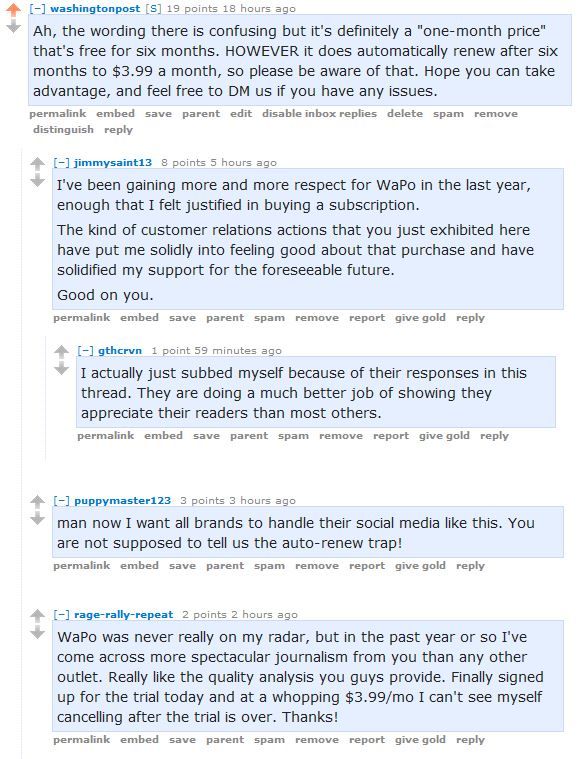 [–] washingtonpost [S] 19 points 18 hours ago
Ah, the wording there is confusing but it's definitely a "one-month price"
that's free for six months. HOWEVER it does automatically renew after six
months to $3.99 a month, so please be aware of that. Hope you can take
advantage, and feel free to DM us if you have any issues.
permalink embed save parent edit disable inbox replies delete spam remove
distinguish reply
[–] jimmysaint13 8 points 5 hours ago
I've been gaining more and more respect for WaPo in the last year,
enough that I felt justified in buying a subscription.
The kind of customer relations actions that you just exhibited here
have put me solidly into feeling good about that purchase and have
solidified my support for the foreseeable future.
Good on you.
permalink embed save parent spam remove report give gold reply
[–] gthcrvn 1 point 59 minutes ago
I actually just subbed myself because of their responses in this
thread. They are doing a much better job of showing they
appreciate their readers than most others.
permalink embed save parent spam remove report give gold reply
[–] puppymaster123 3 points 3 hours ago
man now I want all brands to handle their social media like this. You
are not supposed to tell us the auto-renew trap!
permalink embed save parent spam remove report give gold reply
[–] rage-rally-repeat 2 points 2 hours ago
WaPo was never really on my radar, but in the past year or so I've
come across more spectacular journalism from you than any other
outlet. Really like the quality analysis you guys provide. Finally signed
up for the trial today and at a whopping $3.99/mo I can't see myself
cancelling after the trial is over. Thanks!
permalink embed save parent spam remove report give gold reply